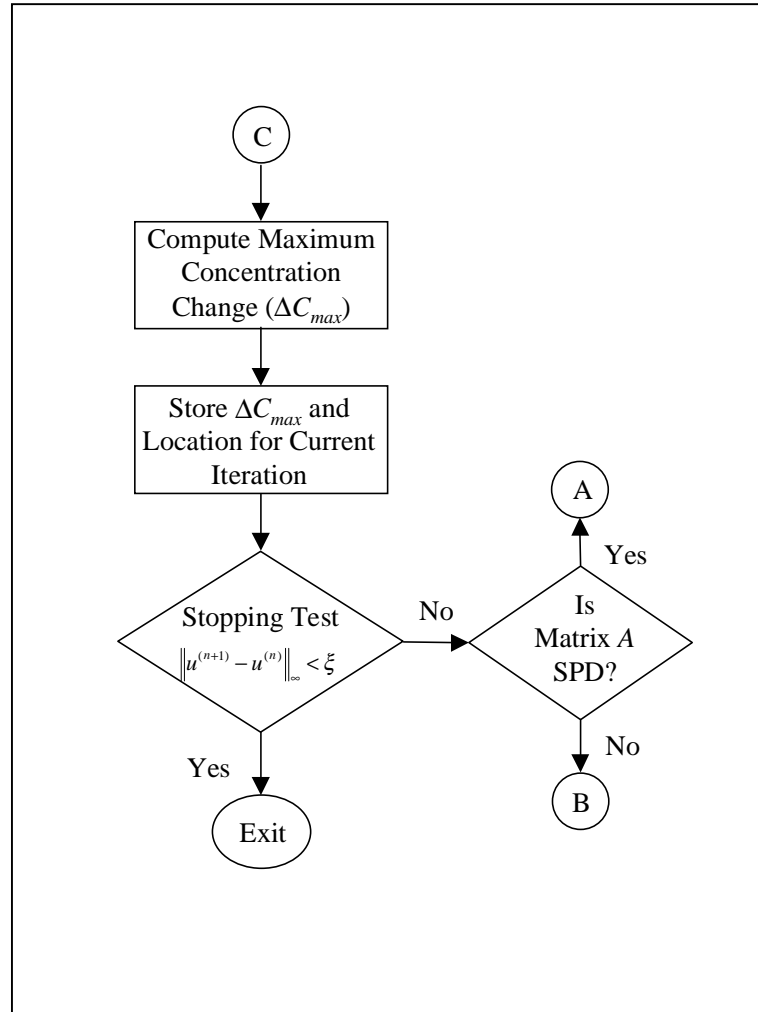 C
Compute Maximum
Concentration
Change (ΔC_max)
Store ΔC_max and
Location for Current
Iteration
Stopping Test
‖u^(n+1) − u^(n)‖_∞ < ξ
No
Is
Matrix A
SPD?
Yes
A
No
B
Yes
Exit